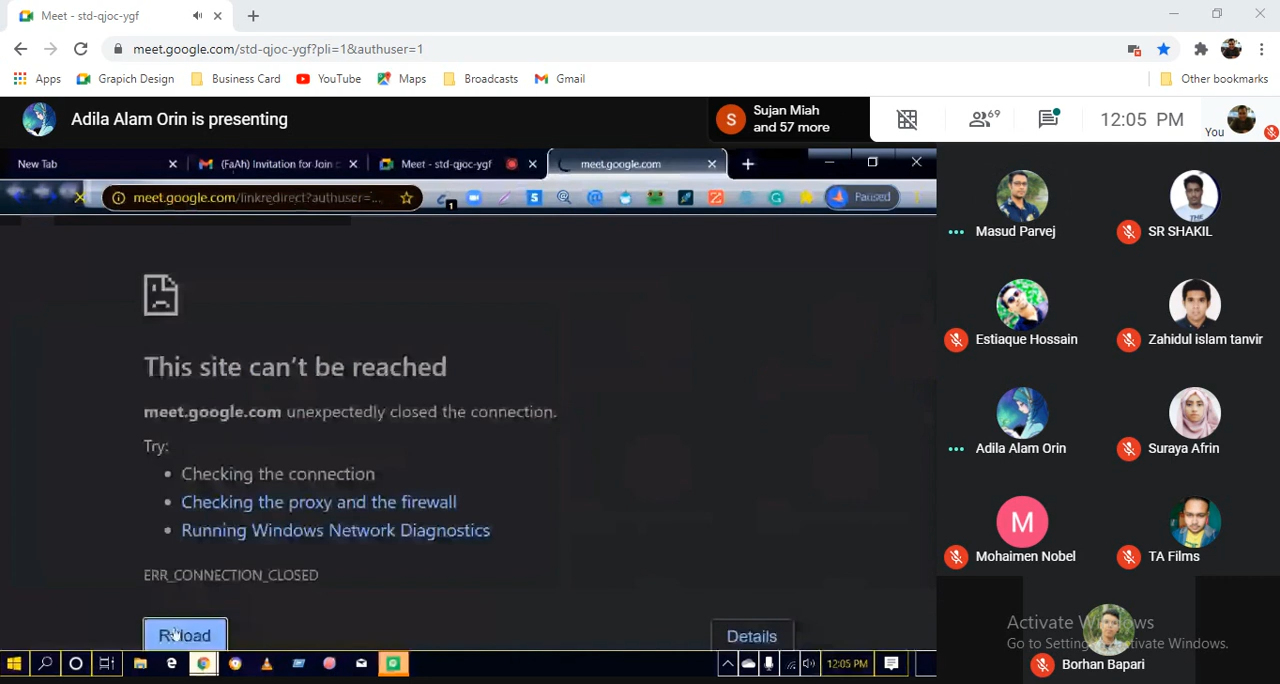 Meet - std-qjoc-ygf
meet.google.com/std-qjoc-ygf?pli=1&authuser=1
Apps
Grapich Design
Business Card
YouTube
Maps
Broadcasts
Gmail
Other bookmarks
Adila Alam Orin is presenting
S
Sujan Miah
and 57 more
69
12:05 PM
You
New Tab
(FaAh) Invitation for Join :
Meet - std-qjoc-ygf
meet.google.com
meet.google.com/linkredirect?authuser=...
1
Paused
This site can't be reached
meet.google.com unexpectedly closed the connection.
Try:
Checking the connection
Checking the proxy and the firewall
Running Windows Network Diagnostics
ERR_CONNECTION_CLOSED
Reload
Details
12:05 PM
Masud Parvej
THE
SR SHAKIL
Estiaque Hossain
Zahidul islam tanvir
Adila Alam Orin
Suraya Afrin
M
Mohaimen Nobel
TA Films
Activate Windows
Go to Settings to activate Windows.
Borhan Bapari